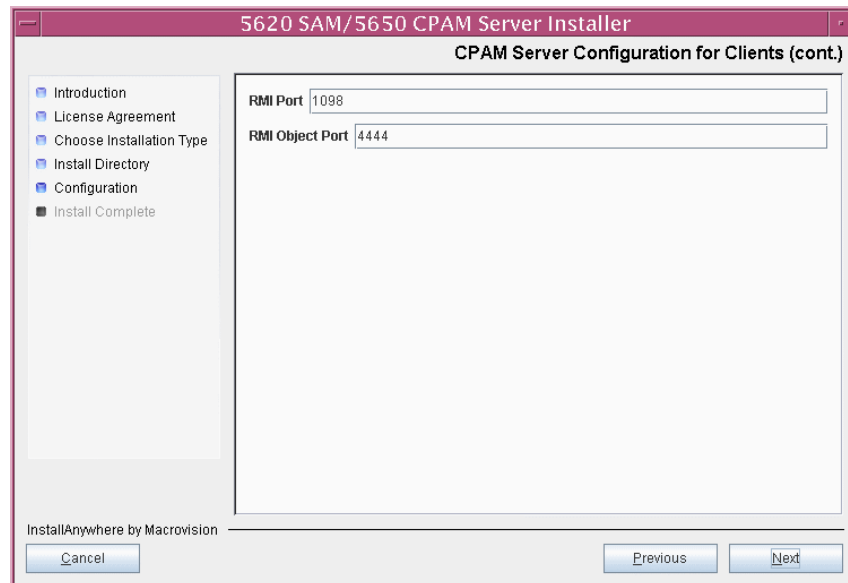 5620 SAM/5650 CPAM Server Installer
CPAM Server Configuration for Clients (cont.)
Introduction
License Agreement
Choose Installation Type
Install Directory
Configuration
Install Complete
RMI Port 1098
RMI Object Port 4444
InstallAnywhere by Macrovision
Cancel Previous Next